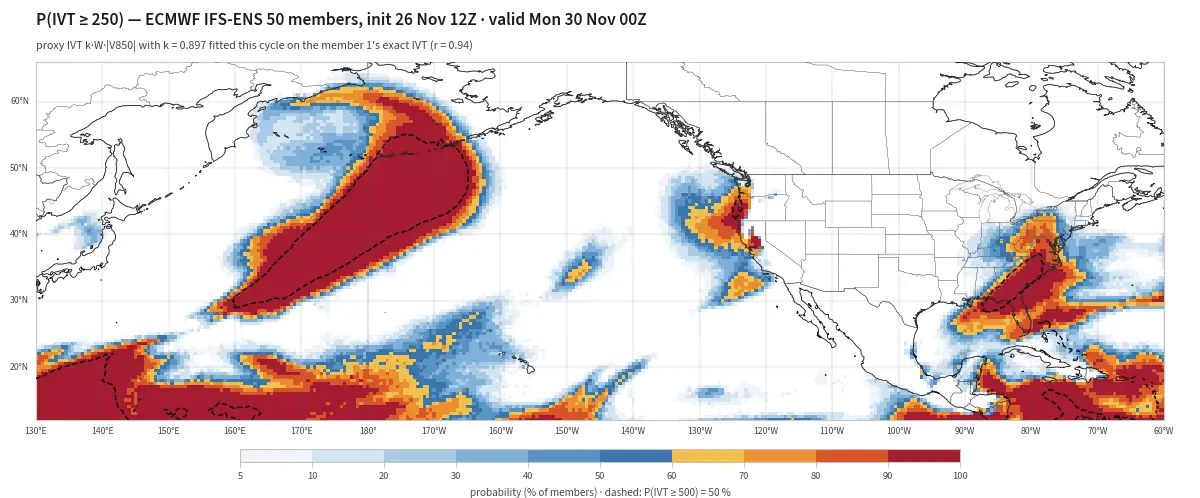 P(IVT ≥ 250) — ECMWF IFS-ENS 50 members, init 26 Nov 12Z · valid Mon 30 Nov 00Z
proxy IVT k·W·|V850| with k = 0.897 fitted this cycle on the member 1's exact IVT (r = 0.94)
60°N
50°N
40°N
30°N
20°N
130°E 140°E 150°E 160°E 170°E 180° 170°W 160°W 150°W 140°W 130°W 120°W 110°W 100°W 90°W 80°W 70°W 60°W
5 10 20 30 40 50 60 70 80 90 100
probability (% of members) · dashed: P(IVT ≥ 500) = 50 %